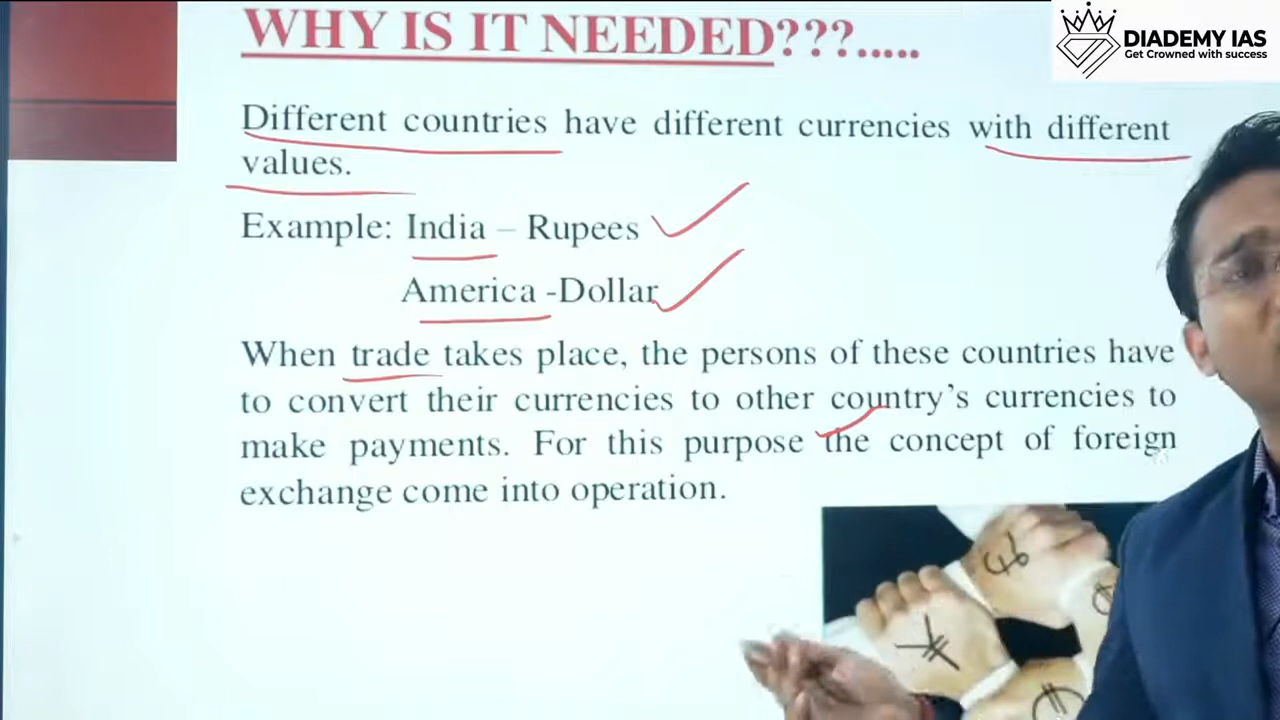 WHY IS IT NEEDED???.....
DIADEMY IAS
Get Crowned with success
Different countries have different currencies with different
values.
Example: India – Rupees
America -Dollar
When trade takes place, the persons of these countries have
to convert their currencies to other country's currencies to
make payments. For this purpose the concept of foreign
exchange come into operation.
£
¥